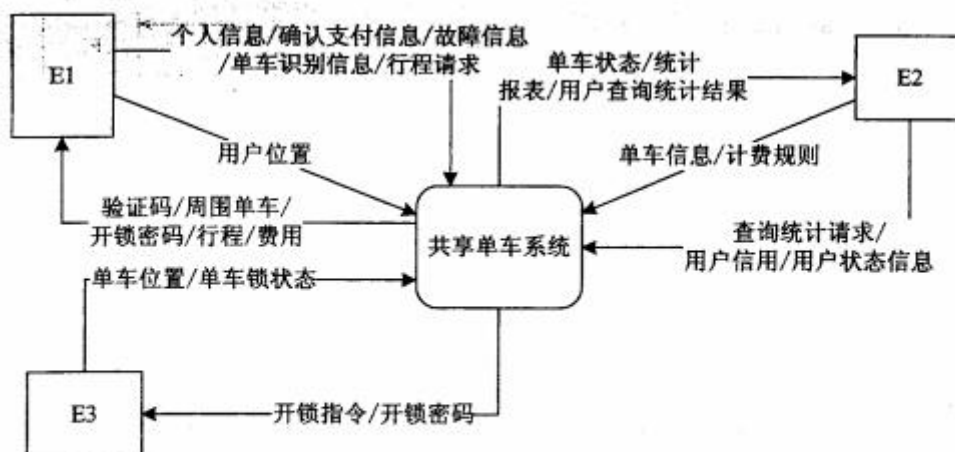 个人信息/确认支付信息/故障信息
/单车识别信息/行程请求
E1
单车状态/统计
报表/用户查询统计结果
E2
用户位置
单车信息/计费规则
验证码/周围单车/
开锁密码/行程/费用
共享单车系统
查询统计请求/
用户信用/用户状态信息
单车位置/单车锁状态
E3
开锁指令/开锁密码